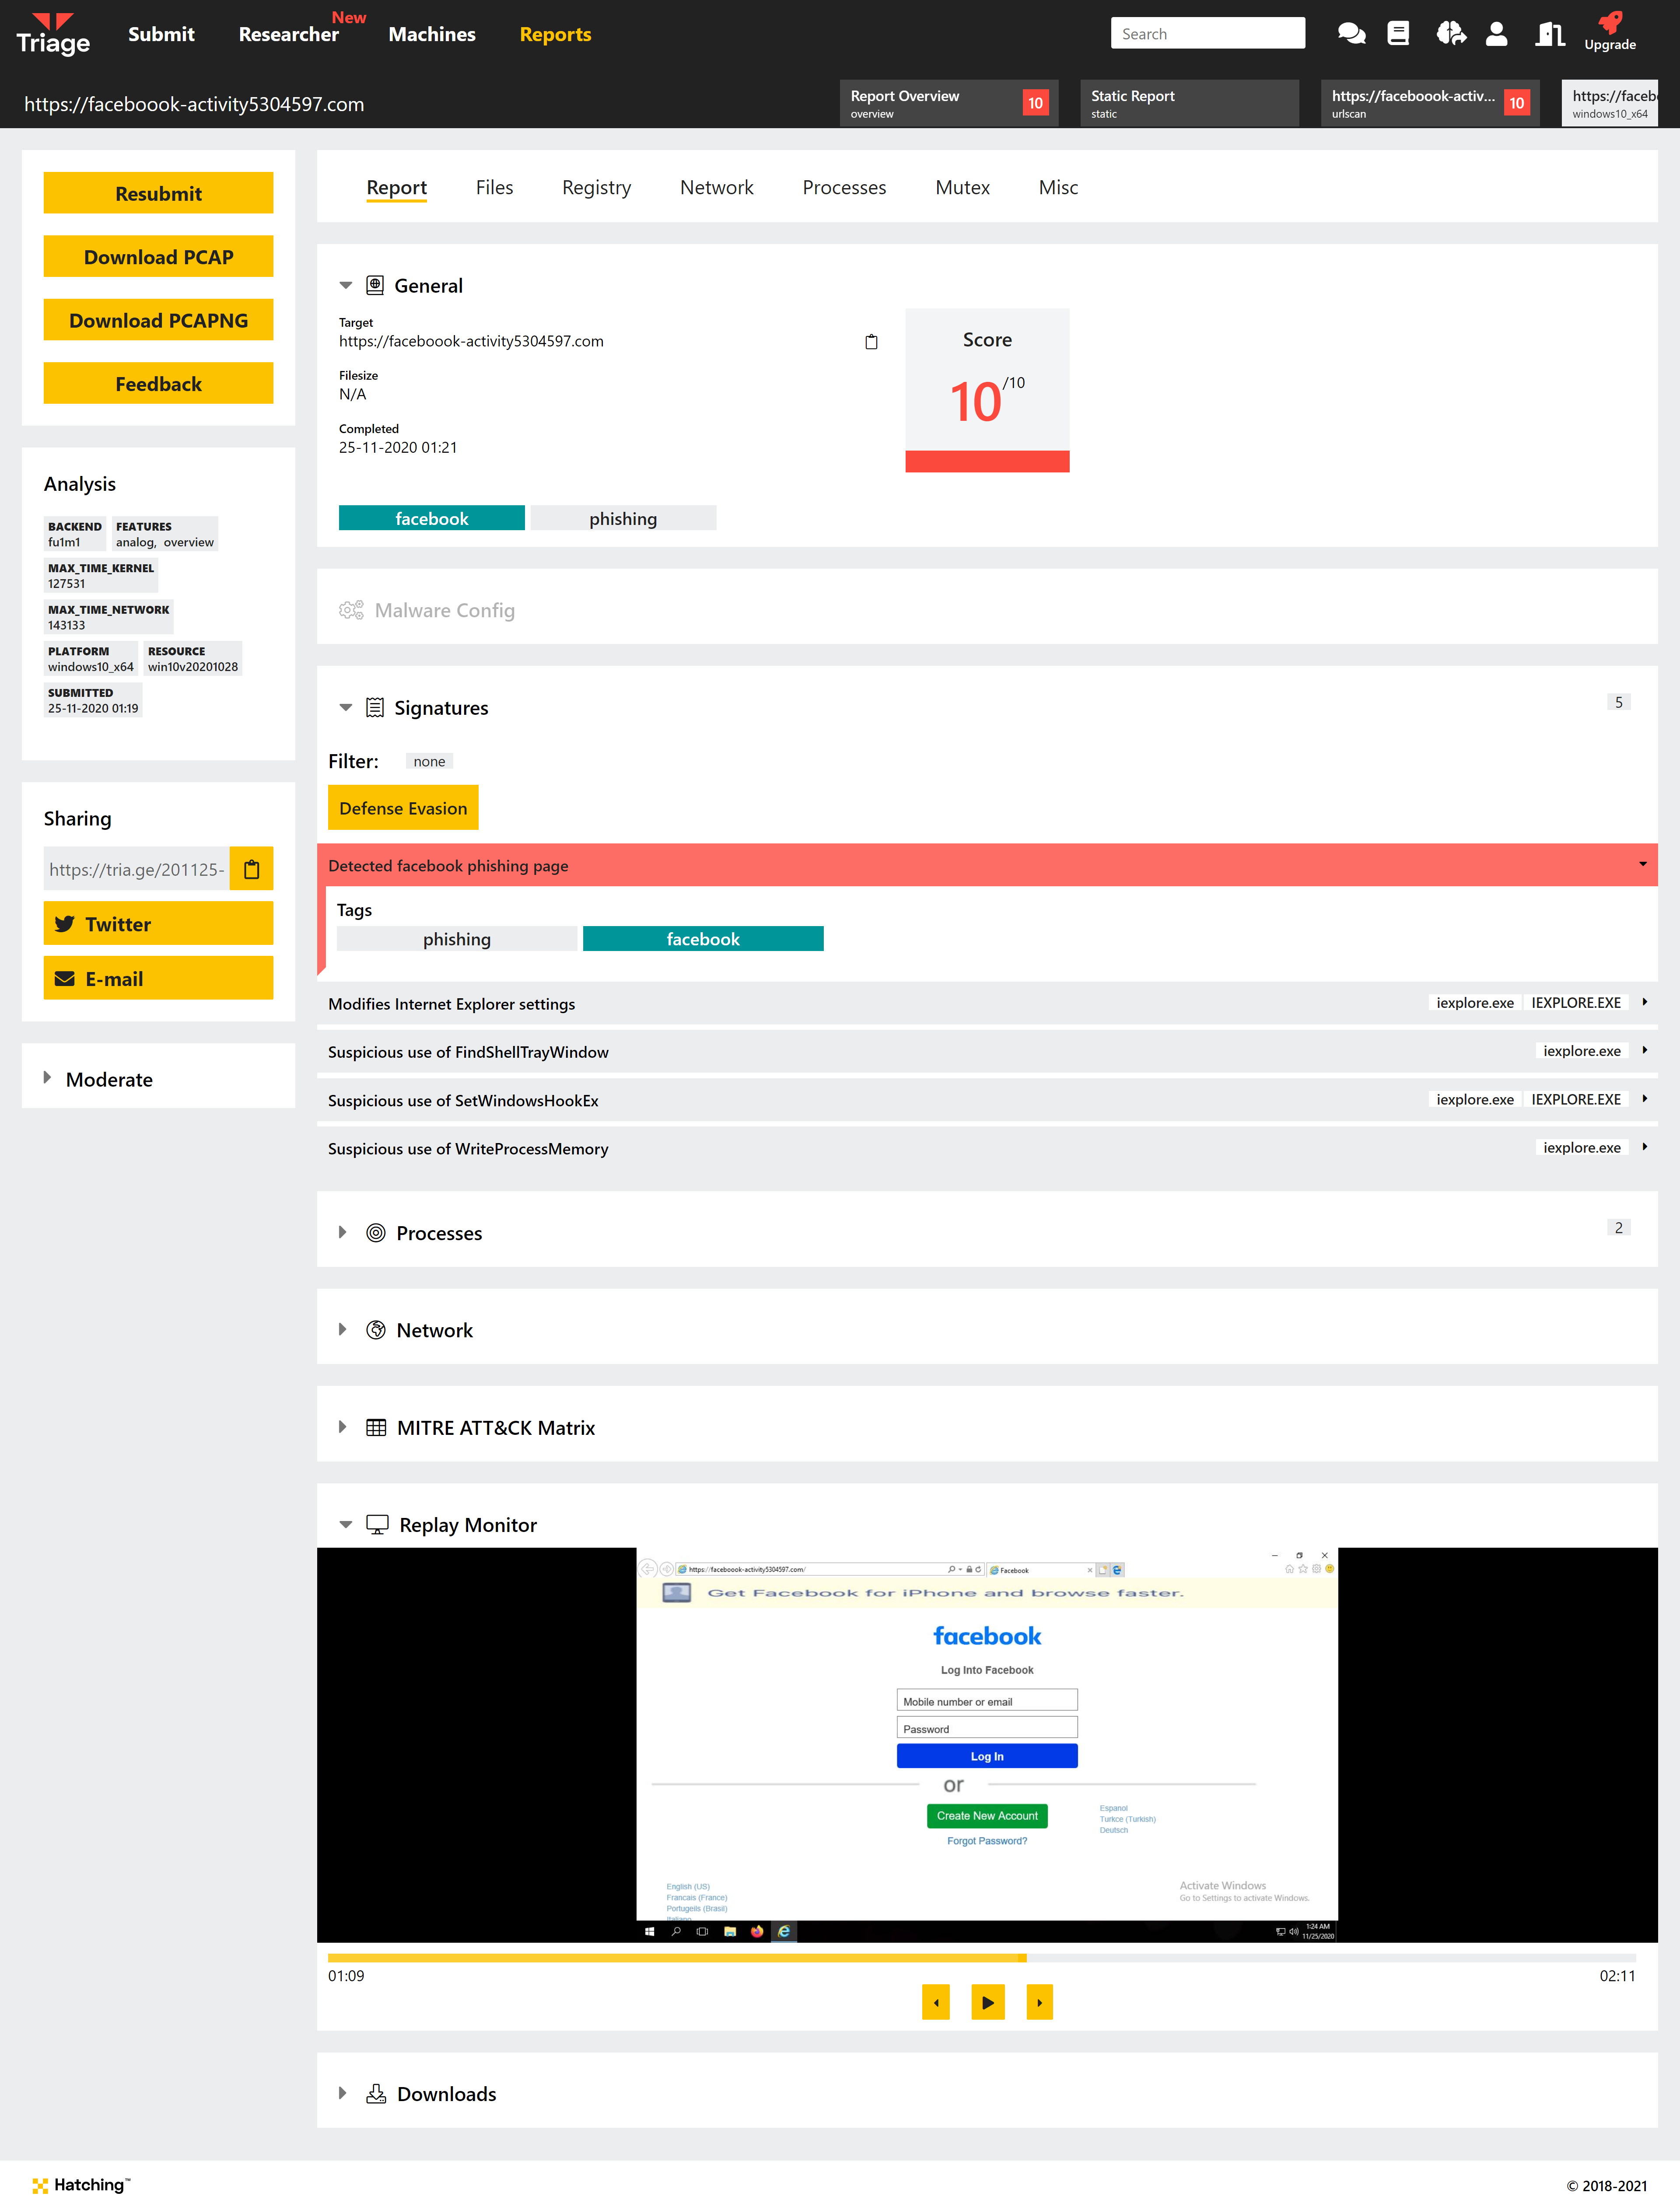 Triage
Submit
Researcher
New
Machines
Reports
Search
Upgrade
https://faceboook-activity5304597.com
Report Overview
overview
10
Static Report
static
https://faceboook-activ...
urlscan
10
https://faceb
windows10_x64
Resubmit
Download PCAP
Download PCAPNG
Feedback
Analysis
BACKEND
fu1m1
FEATURES
analog, overview
MAX_TIME_KERNEL
127531
MAX_TIME_NETWORK
143133
PLATFORM
windows10_x64
RESOURCE
win10v20201028
SUBMITTED
25-11-2020 01:19
Sharing
https://tria.ge/201125-
Twitter
E-mail
Moderate
Report
Files
Registry
Network
Processes
Mutex
Misc
General
Target
https://faceboook-activity5304597.com
Filesize
N/A
Completed
25-11-2020 01:21
Score
10/10
facebook
phishing
Malware Config
Signatures
5
Filter:
none
Defense Evasion
Detected facebook phishing page
Tags
phishing
facebook
Modifies Internet Explorer settings
iexplore.exe IEXPLORE.EXE
Suspicious use of FindShellTrayWindow
iexplore.exe
Suspicious use of SetWindowsHookEx
iexplore.exe IEXPLORE.EXE
Suspicious use of WriteProcessMemory
iexplore.exe
Processes
2
Network
MITRE ATT&CK Matrix
Replay Monitor
https://faceboook-activity5304597.com/
Facebook
Get Facebook for iPhone and browse faster.
facebook
Log Into Facebook
Mobile number or email
Password
Log In
or
Create New Account
Forgot Password?
Espanol
Turkce (Turkish)
Deutsch
English (US)
Francais (France)
Portugeils (Brasil)
Italiano
Activate Windows
Go to Settings to activate Windows.
1:24 AM
11/25/2020
01:09
02:11
Downloads
Hatching™
© 2018-2021